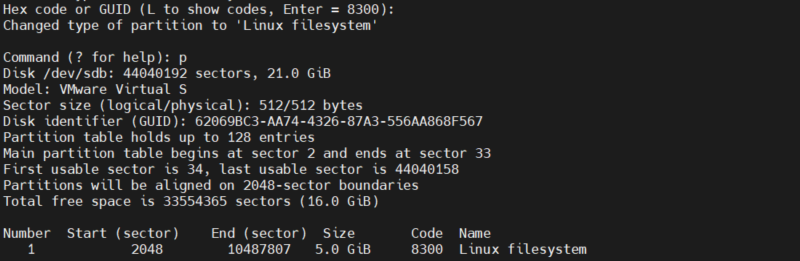 Hex code or GUID (L to show codes, Enter = 8300):
Changed type of partition to 'Linux filesystem'
Command (? for help): p
Disk /dev/sdb: 44040192 sectors, 21.0 GiB
Model: VMware Virtual S
Sector size (logical/physical): 512/512 bytes
Disk identifier (GUID): 62069BC3-AA74-4326-87A3-556AA868F567
Partition table holds up to 128 entries
Main partition table begins at sector 2 and ends at sector 33
First usable sector is 34, last usable sector is 44040158
Partitions will be aligned on 2048-sector boundaries
Total free space is 33554365 sectors (16.0 GiB)
Number  Start (sector)    End (sector)  Size       Code  Name
   1            2048        10487807   5.0 GiB     8300  Linux filesystem